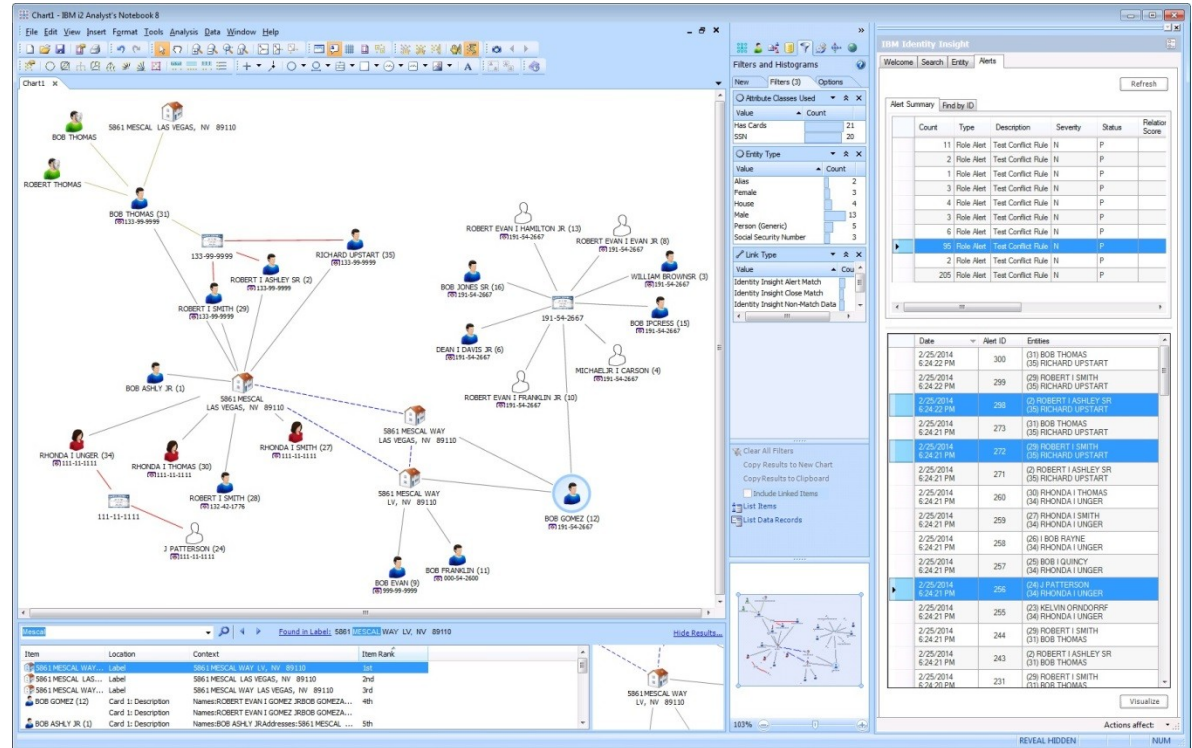 Chart1 - IBM i2 Analyst's Notebook 8
File Edit View Insert Format Tools Analysis Data Window Help
Chart1
BOB THOMAS
5861 MESCAL LAS VEGAS, NV 89110
ROBERT THOMAS
BOB THOMAS (31)
133-99-9999
133-99-9999
RICHARD UPSTART (35)
133-99-9999
ROBERT I ASHLEY SR (2)
133-99-9999
ROBERT I SMITH (29)
133-99-9999
BOB ASHLY JR (1)
5861 MESCAL
LAS VEGAS, NV 89110
RHONDA I UNGER (34)
111-11-1111
RHONDA I THOMAS (30)
111-11-1111
RHONDA I SMITH (27)
111-11-1111
ROBERT I SMITH (28)
132-42-1776
111-11-1111
J PATTERSON (24)
111-11-1111
ROBERT EVAN I HAMILTON JR (13)
191-54-2667
ROBERT EVAN I EVAN JR (8)
191-54-2667
BOB JONES SR (16)
191-54-2667
WILLIAM BROWNSR (3)
191-54-2667
191-54-2667
BOB IPCRESS (15)
191-54-2667
DEAN I DAVIS JR (6)
191-54-2667
MICHAELJR I CARSON (4)
191-54-2667
ROBERT EVAN I FRANKLIN JR (10)
191-54-2667
5861 MESCAL WAY
LAS VEGAS, NV 89110
5861 MESCAL WAY
LV, NV 89110
BOB GOMEZ (12)
191-54-2667
BOB EVAN (9)
999-99-9999
BOB FRANKLIN (11)
000-54-2600
Mescal
Found in Label: 5861 MESCAL WAY LV, NV 89110
Hide Results...
Item Location Context Item Rank
5861 MESCAL WAY... Label 5861 MESCAL WAY LV, NV 89110 1st
5861 MESCAL LAS... Label 5861 MESCAL LAS VEGAS, NV 89110 2nd
5861 MESCAL WAY... Label 5861 MESCAL WAY LAS VEGAS, NV 89110 3rd
BOB GOMEZ (12) Card 1: Description Names:ROBERT EVAN I GOMEZ JRBOB GOMEZA... 4th
Card 1: Description Names:ROBERT EVAN I GOMEZ JRBOB GOMEZA...
BOB ASHLY JR (1) Card 1: Description Names:BOB ASHLY JRAddresses:5861 MESCAL ... 5th
5861 MESCAL WAY
LV, NV 89110
Filters and Histograms
New Filters (3) Options
Attribute Classes Used
Value Count
Has Cards 21
SSN 20
Entity Type
Value Count
Alias 2
Female 3
House 4
Male 13
Person (Generic) 5
Social Security Number 3
Link Type
Value Cou
Identity Insight Alert Match
Identity Insight Close Match
Identity Insight Non-Match Data
Clear All Filters
Copy Results to New Chart
Copy Results to Clipboard
Include Linked Items
List Items
List Data Records
103%
IBM Identity Insight
Welcome Search Entity Alerts
Refresh
Alert Summary Find by ID
Count Type Description Severity Status Relation Score
11 Role Alert Test Conflict Rule N P
2 Role Alert Test Conflict Rule N P
1 Role Alert Test Conflict Rule N P
3 Role Alert Test Conflict Rule N P
4 Role Alert Test Conflict Rule N P
3 Role Alert Test Conflict Rule N P
6 Role Alert Test Conflict Rule N P
95 Role Alert Test Conflict Rule N P
2 Role Alert Test Conflict Rule N P
205 Role Alert Test Conflict Rule N P
Date Alert ID Entities
2/25/2014 (31) BOB THOMAS
6:24:22 PM 300 (35) RICHARD UPSTART
2/25/2014 (29) ROBERT I SMITH
6:24:22 PM 299 (35) RICHARD UPSTART
2/25/2014 (2) ROBERT I ASHLEY SR
6:24:22 PM 298 (35) RICHARD UPSTART
2/25/2014 (31) BOB THOMAS
6:24:22 PM 273 (35) RICHARD UPSTART
2/25/2014 (29) ROBERT I SMITH
6:24:22 PM 272 (35) RICHARD UPSTART
2/25/2014 (2) ROBERT I ASHLEY SR
6:24:22 PM 271 (35) RICHARD UPSTART
2/25/2014 (30) RHONDA I THOMAS
6:24:21 PM 260 (34) RHONDA I UNGER
2/25/2014 (27) RHONDA I SMITH
6:24:21 PM 259 (34) RHONDA I UNGER
2/25/2014 (26) I BOB RAYNE
6:24:21 PM 258 (34) RHONDA I UNGER
2/25/2014 (25) BOB I QUINCY
6:24:21 PM 257 (34) RHONDA I UNGER
2/25/2014 (24) J PATTERSON
6:24:21 PM 256 (34) RHONDA I UNGER
2/25/2014 (23) KELVIN ORNDORRF
6:24:21 PM 255 (34) RHONDA I UNGER
2/25/2014 (29) ROBERT I SMITH
6:24:21 PM 244 (31) BOB THOMAS
2/25/2014 (2) ROBERT I ASHLEY SR
6:24:21 PM 243 (31) BOB THOMAS
2/25/2014 (29) ROBERT I SMITH
6:24:20 PM 231 (31) BOB THOMAS
Visualize
Actions affect:
REVEAL HIDDEN NUM